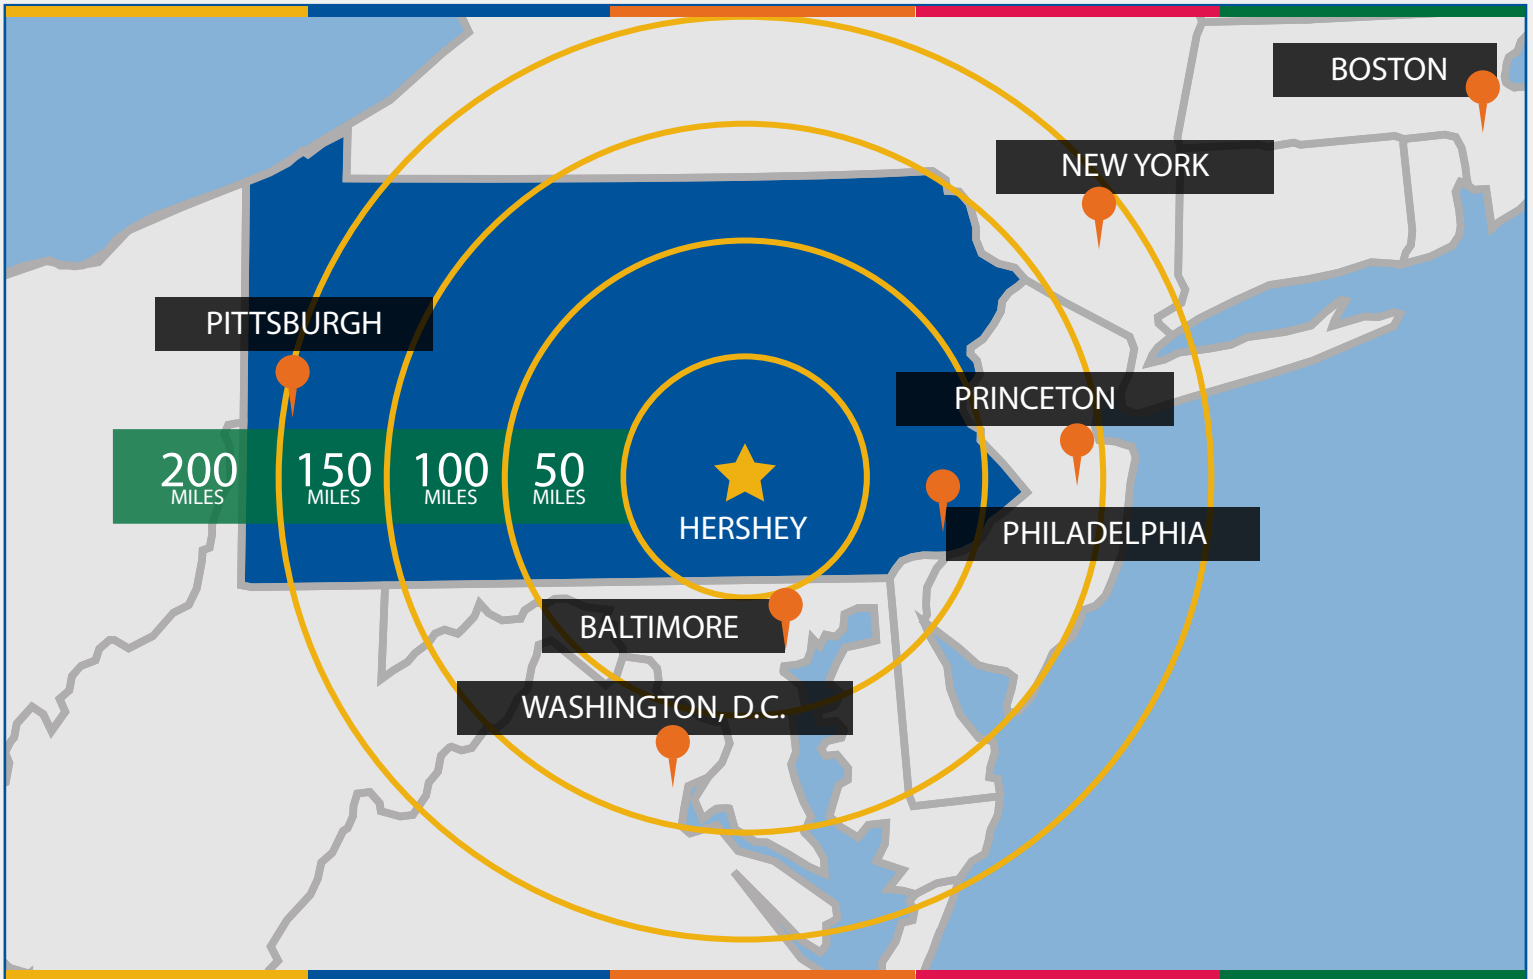 BOSTON
NEW YORK
PITTSBURGH
PRINCETON
200 150 100 50
MILES MILES MILES MILES
HERSHEY
PHILADELPHIA
BALTIMORE
WASHINGTON, D.C.